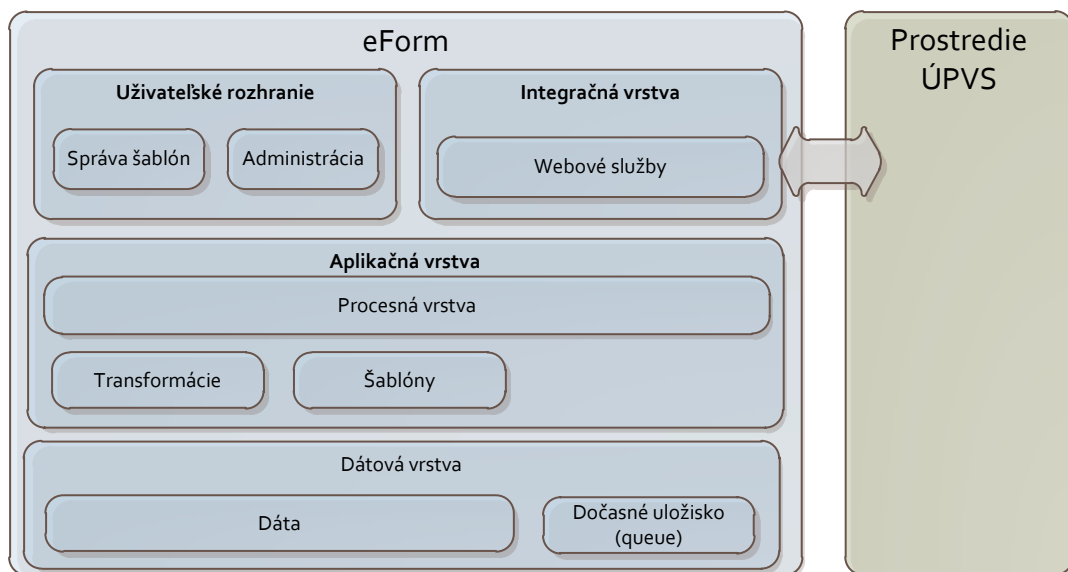 eForm
Prostredie
ÚPVS
Užívateľské rozhranie
Integračná vrstva
Správa šablón
Administrácia
Webové služby
Aplikačná vrstva
Procesná vrstva
Transformácie
Šablóny
Dátová vrstva
Dáta
Dočasné uložisko
(queue)